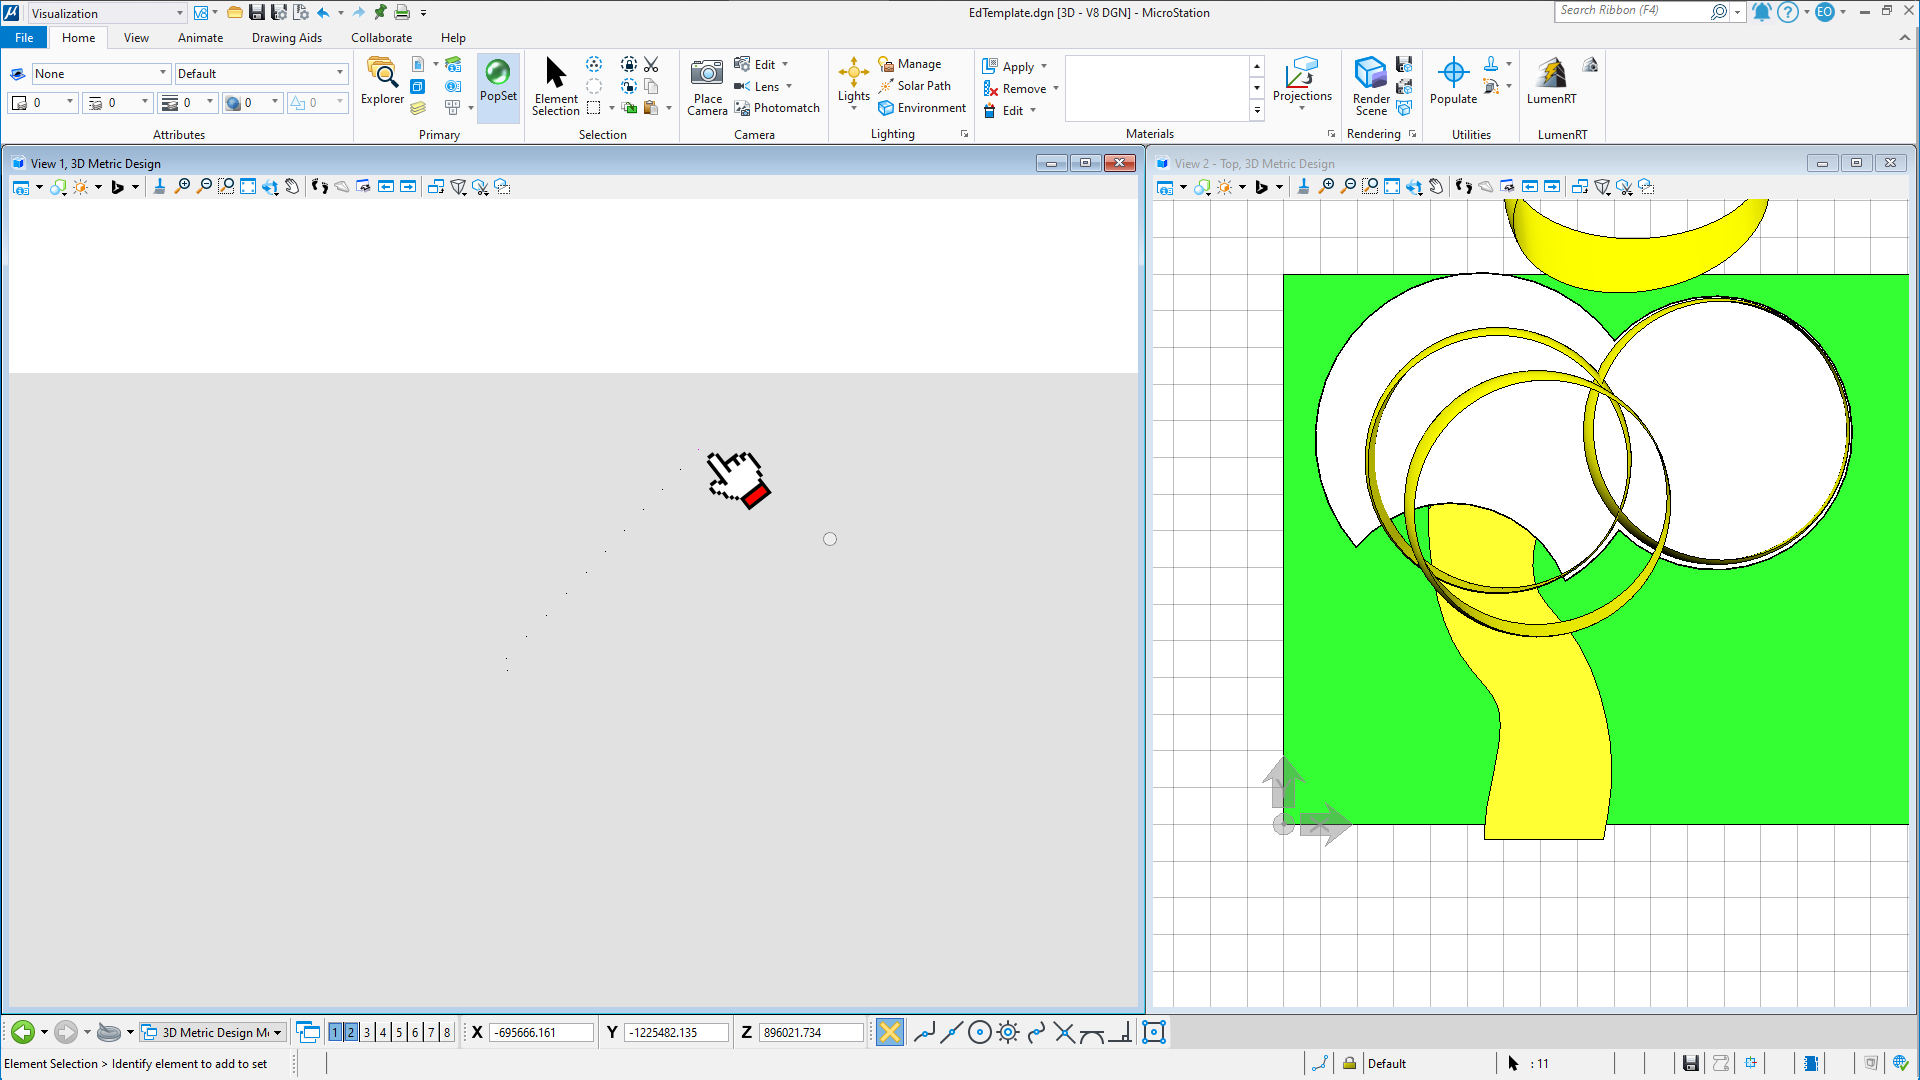 Visualization
EdTemplate.dgn [3D - V8 DGN] - MicroStation
Search Ribbon (F4)
EO
File Home View Animate Drawing Aids Collaborate Help
None
Default
0 0 0 0 0
Attributes
Explorer
PopSet
Primary
Element Selection
Selection
Place Camera
Edit
Lens
Photomatch
Camera
Lights
Manage
Solar Path
Environment
Lighting
Apply
Remove
Edit
Materials
Projections
Render Scene
Rendering
Populate
Utilities
LumenRT
LumenRT
View 1, 3D Metric Design
View 2 - Top, 3D Metric Design
Y
X
3D Metric Design M
1 2 3 4 5 6 7 8
X -695666.161 Y -1225482.135 Z 896021.734
Element Selection > Identify element to add to set
Default
: 11